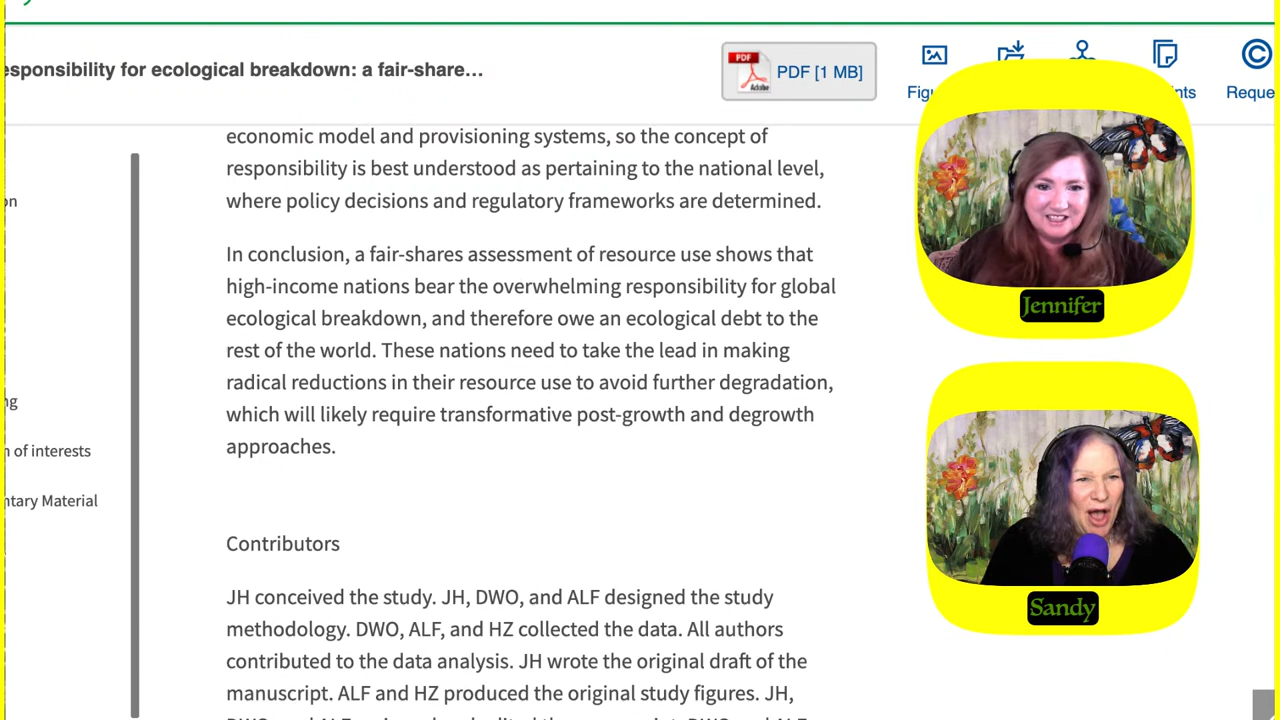 esponsibility for ecological breakdown: a fair-share…
PDF
Adobe
PDF [1 MB]
Figu
nts
Reque
economic model and provisioning systems, so the concept of
responsibility is best understood as pertaining to the national level,
where policy decisions and regulatory frameworks are determined.
on
In conclusion, a fair-shares assessment of resource use shows that
high-income nations bear the overwhelming responsibility for global
ecological breakdown, and therefore owe an ecological debt to the
rest of the world. These nations need to take the lead in making
radical reductions in their resource use to avoid further degradation,
which will likely require transformative post-growth and degrowth
approaches.
ng
n of interests
ntary Material
Contributors
JH conceived the study. JH, DWO, and ALF designed the study
methodology. DWO, ALF, and HZ collected the data. All authors
contributed to the data analysis. JH wrote the original draft of the
manuscript. ALF and HZ produced the original study figures. JH,
Jennifer
Sandy